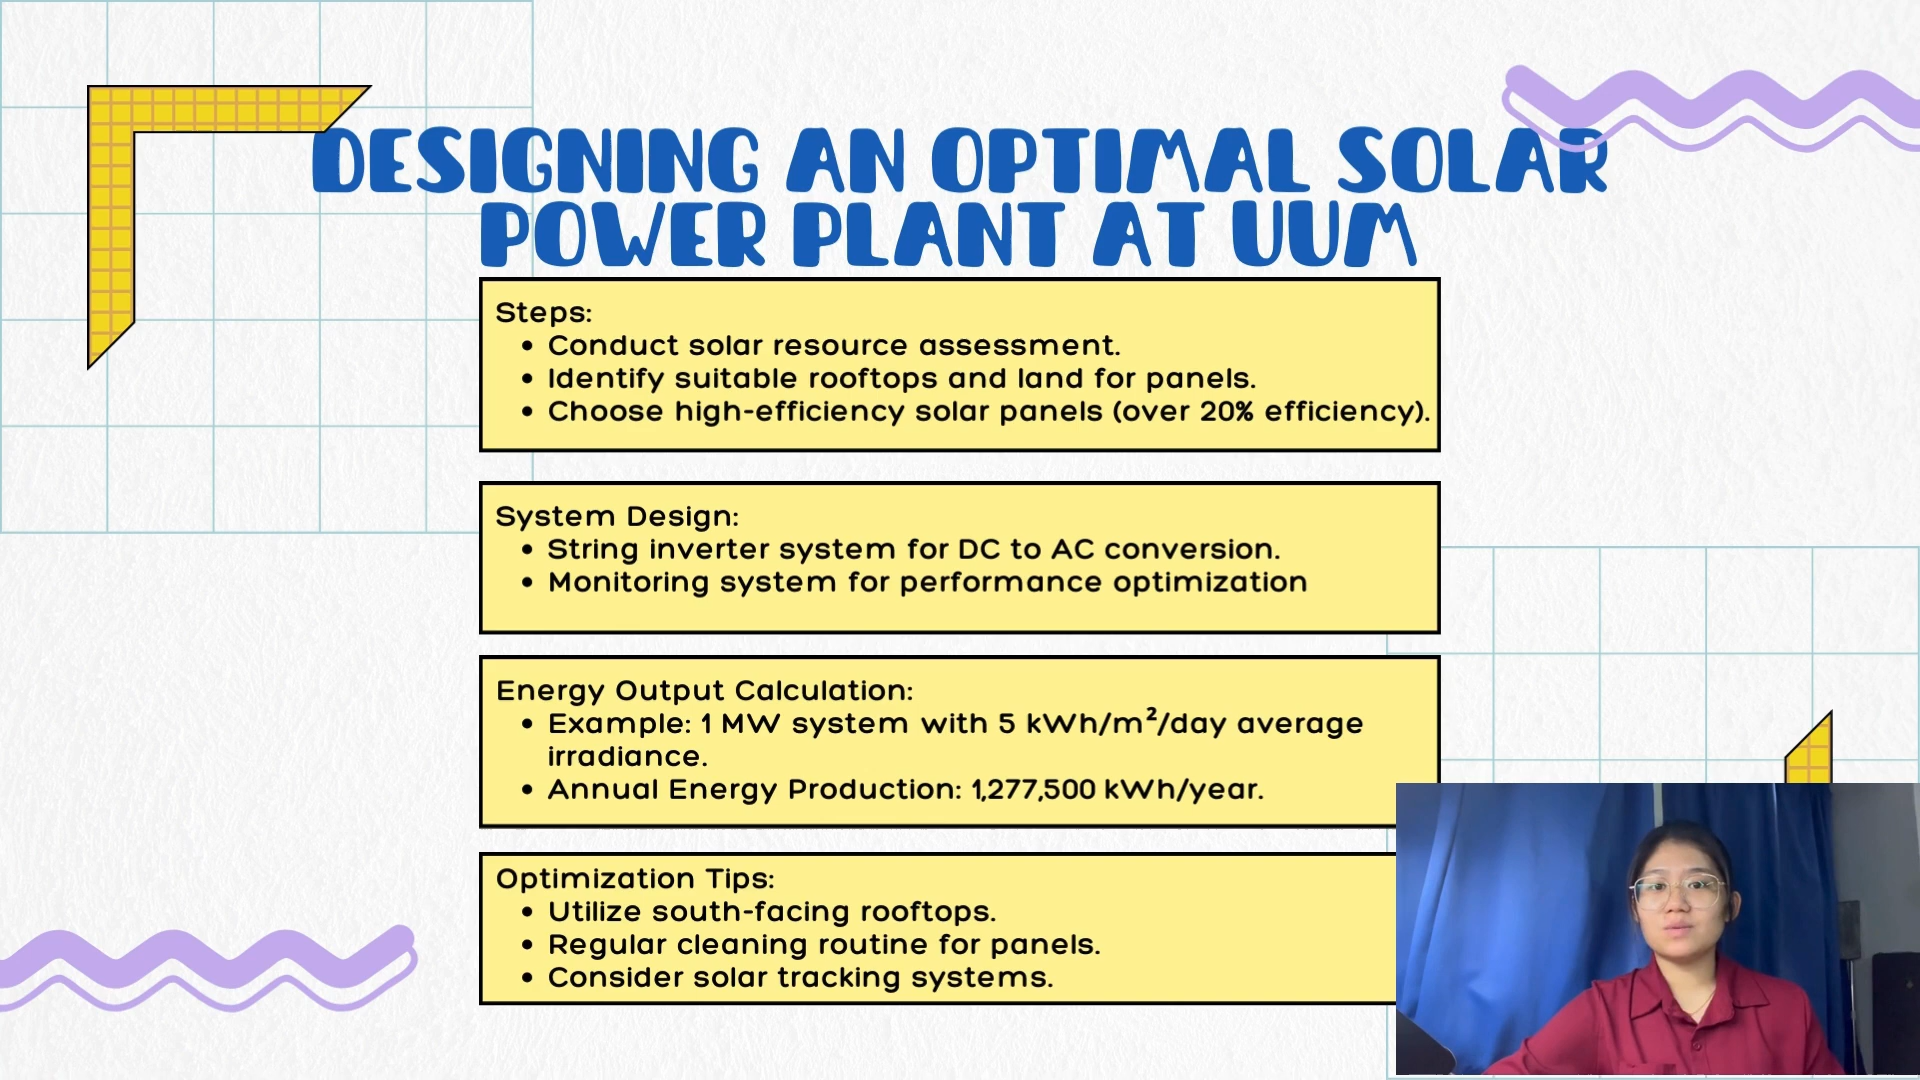 DESIGNING AN OPTIMAL SOLAR
POWER PLANT AT UUM
Steps:
• Conduct solar resource assessment.
• Identify suitable rooftops and land for panels.
• Choose high-efficiency solar panels (over 20% efficiency).
System Design:
• String inverter system for DC to AC conversion.
• Monitoring system for performance optimization
Energy Output Calculation:
• Example: 1 MW system with 5 kWh/m²/day average
irradiance.
• Annual Energy Production: 1,277,500 kWh/year.
Optimization Tips:
• Utilize south-facing rooftops.
• Regular cleaning routine for panels.
• Consider solar tracking systems.